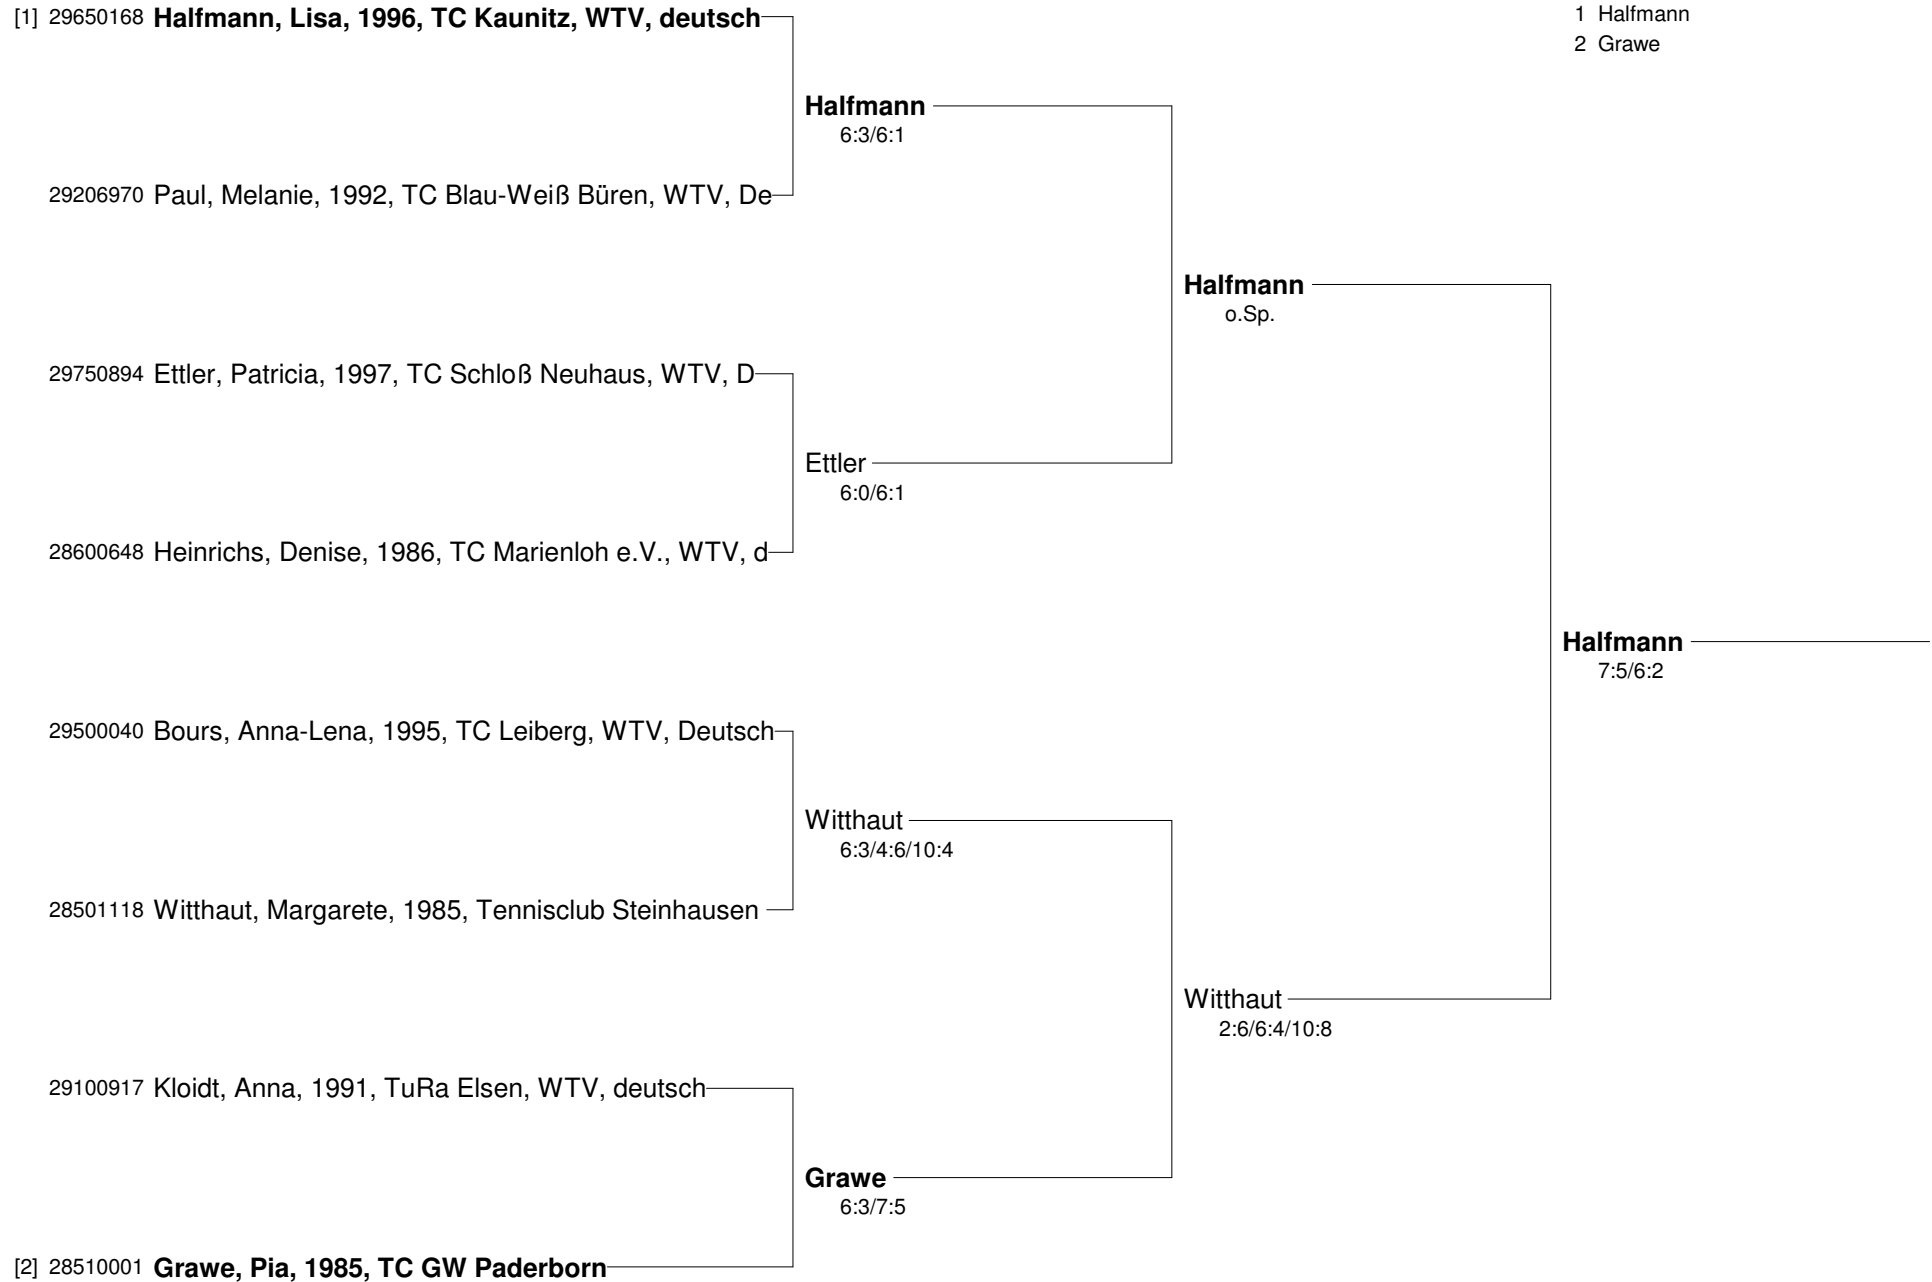 [1] 29650168 Halfmann, Lisa, 1996, TC Kaunitz, WTV, deutsch
1 Halfmann
2 Grawe
Halfmann
6:3/6:1
29206970 Paul, Melanie, 1992, TC Blau-Weiß Büren, WTV, De
Halfmann
o.Sp.
29750894 Ettler, Patricia, 1997, TC Schloß Neuhaus, WTV, D
Ettler
6:0/6:1
28600648 Heinrichs, Denise, 1986, TC Marienloh e.V., WTV, d
Halfmann
7:5/6:2
29500040 Bours, Anna-Lena, 1995, TC Leiberg, WTV, Deutsch
Witthaut
6:3/4:6/10:4
28501118 Witthaut, Margarete, 1985, Tennisclub Steinhausen
Witthaut
2:6/6:4/10:8
29100917 Kloidt, Anna, 1991, TuRa Elsen, WTV, deutsch
Grawe
6:3/7:5
[2] 28510001 Grawe, Pia, 1985, TC GW Paderborn